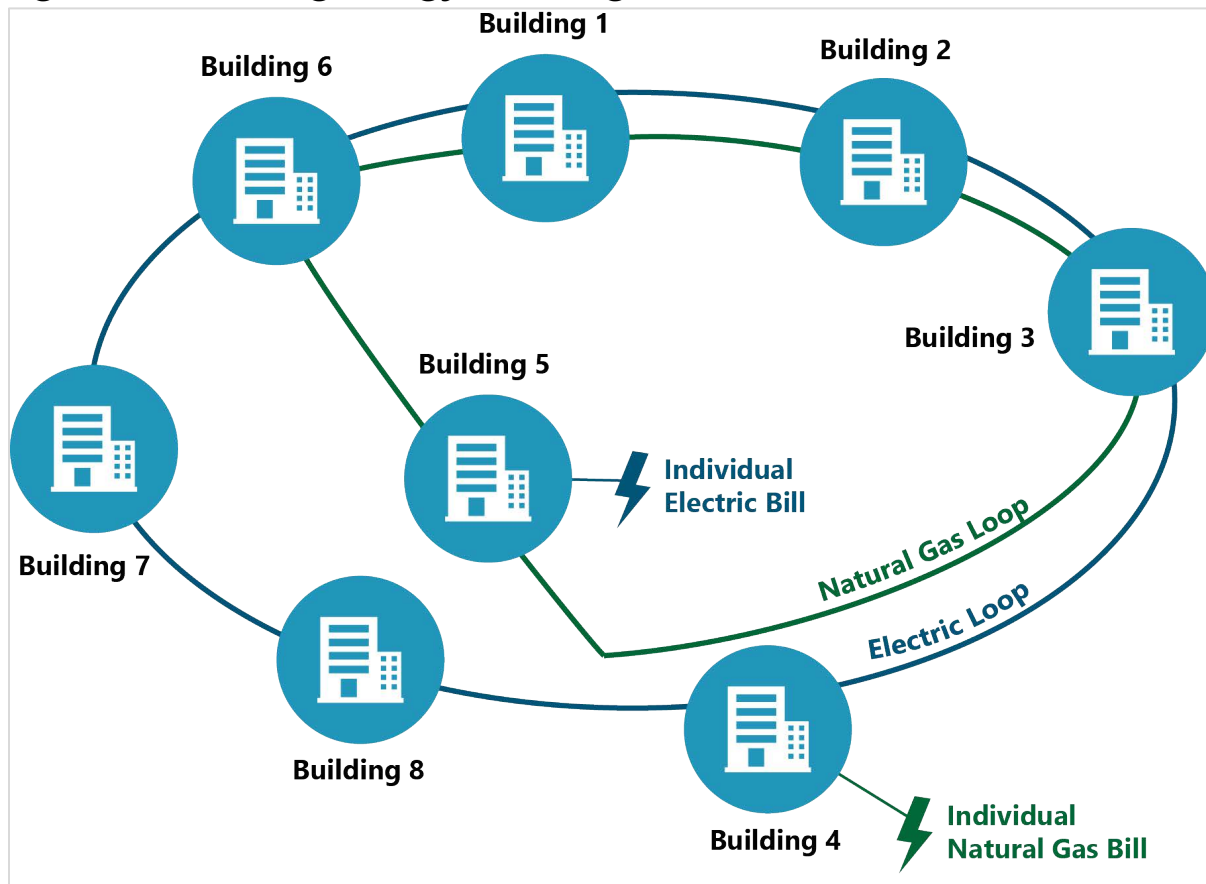 Building 1
Building 2
Building 6
Building 3
Building 5
Individual
Electric Bill
Natural Gas Loop
Electric Loop
Building 7
Building 8
Building 4
Individual
Natural Gas Bill